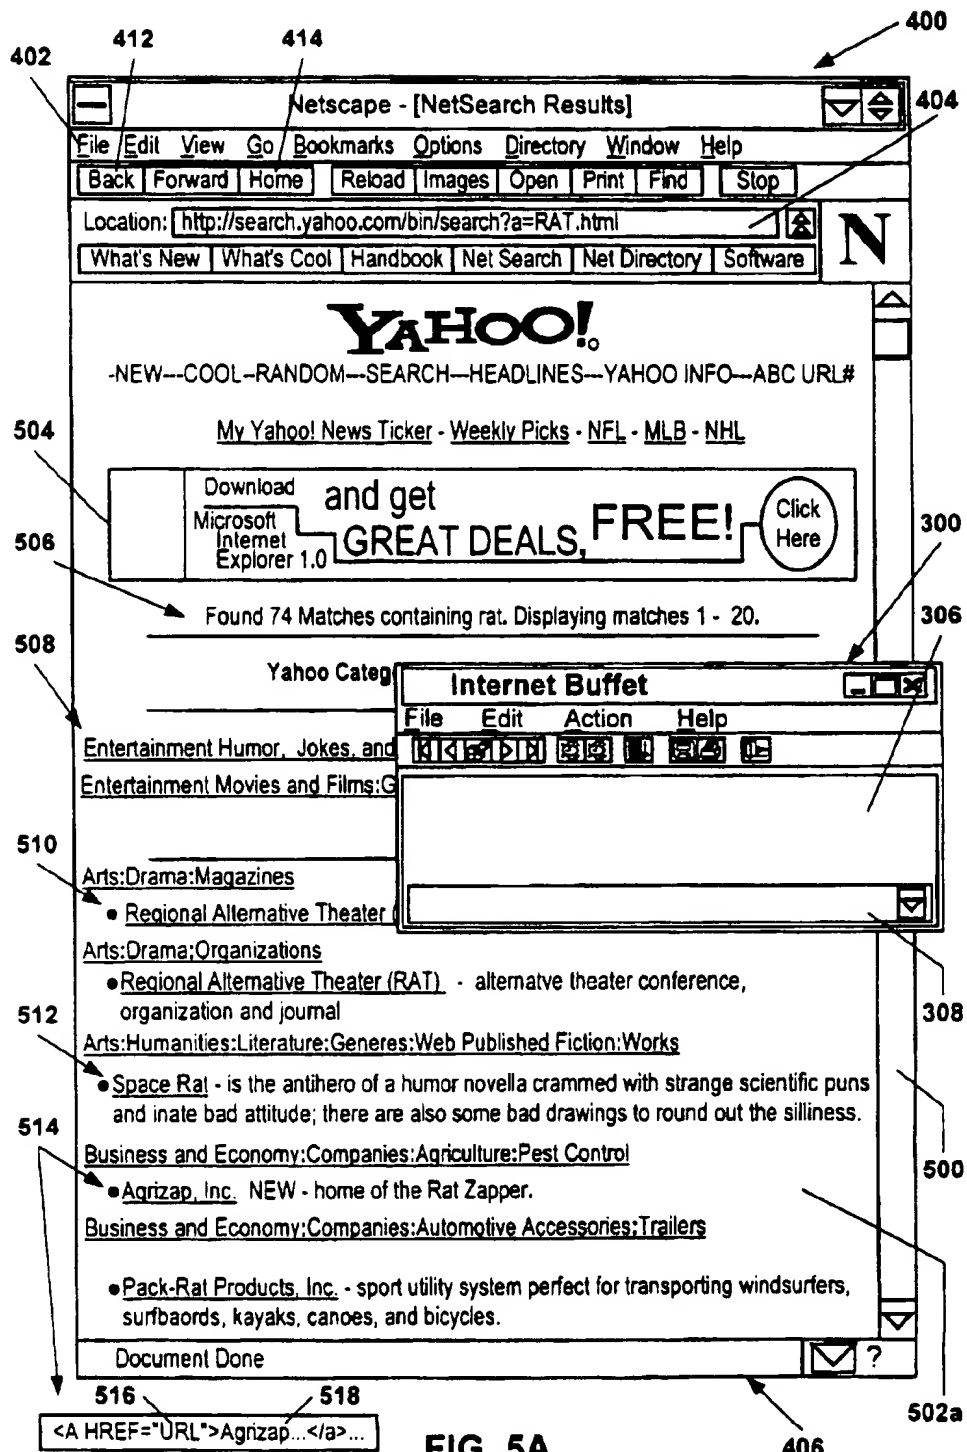 400
412
414
402
Netscape - [NetSearch Results]
404
File Edit View Go Bookmarks Options Directory Window Help
Back Forward Home Reload Images Open Print Find Stop
Location: http://search.yahoo.com/bin/search?a=RAT.html
N
What's New What's Cool Handbook Net Search Net Directory Software
YAHOO!
-NEW---COOL--RANDOM---SEARCH---HEADLINES---YAHOO INFO---ABC URL#
504
My Yahoo! News Ticker - Weekly Picks - NFL - MLB - NHL
Download
Microsoft
Internet
Explorer 1.0
and get
GREAT DEALS, FREE!
Click
Here
300
506
Found 74 Matches containing rat. Displaying matches 1 - 20.
306
508
Yahoo Categ
Internet Buffet
File Edit Action Help
Entertainment Humor, Jokes, and
Entertainment Movies and Films:G
510
Arts:Drama:Magazines
• Regional Alternative Theater (
Arts:Drama;Organizations
•Regional Alternative Theater (RAT) - alternatve theater conference,
organization and journal
308
512
Arts:Humanities:Literature:Generes:Web Published Fiction:Works
•Space Rat - is the antihero of a humor novella crammed with strange scientific puns
and inate bad attitude; there are also some bad drawings to round out the silliness.
514
500
Business and Economy:Companies:Agriculture:Pest Control
•Agrizap, Inc. NEW - home of the Rat Zapper.
Business and Economy:Companies:Automotive Accessories;Trailers
•Pack-Rat Products, Inc. - sport utility system perfect for transporting windsurfers,
surfbaords, kayaks, canoes, and bicycles.
Document Done
?
516
518
502a
<A HREF="URL">Agrizap...</a>...
FIG. 5A
406